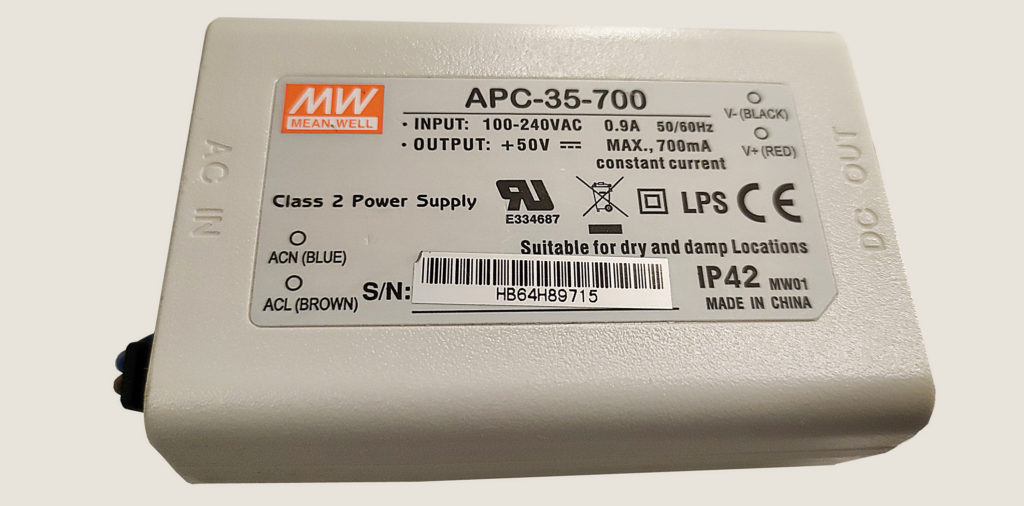 MW
MEAN WELL
APC-35-700
• INPUT: 100-240VAC 0.9A 50/60Hz
• OUTPUT: +50V MAX., 700mA
constant current
V- (BLACK)
V+ (RED)
AC IN
DC OUT
Class 2 Power Supply
RU
E334687
LPS CE
Suitable for dry and damp Locations
ACN (BLUE)
ACL (BROWN)
S/N:
HB64H89715
IP42 MW01
MADE IN CHINA